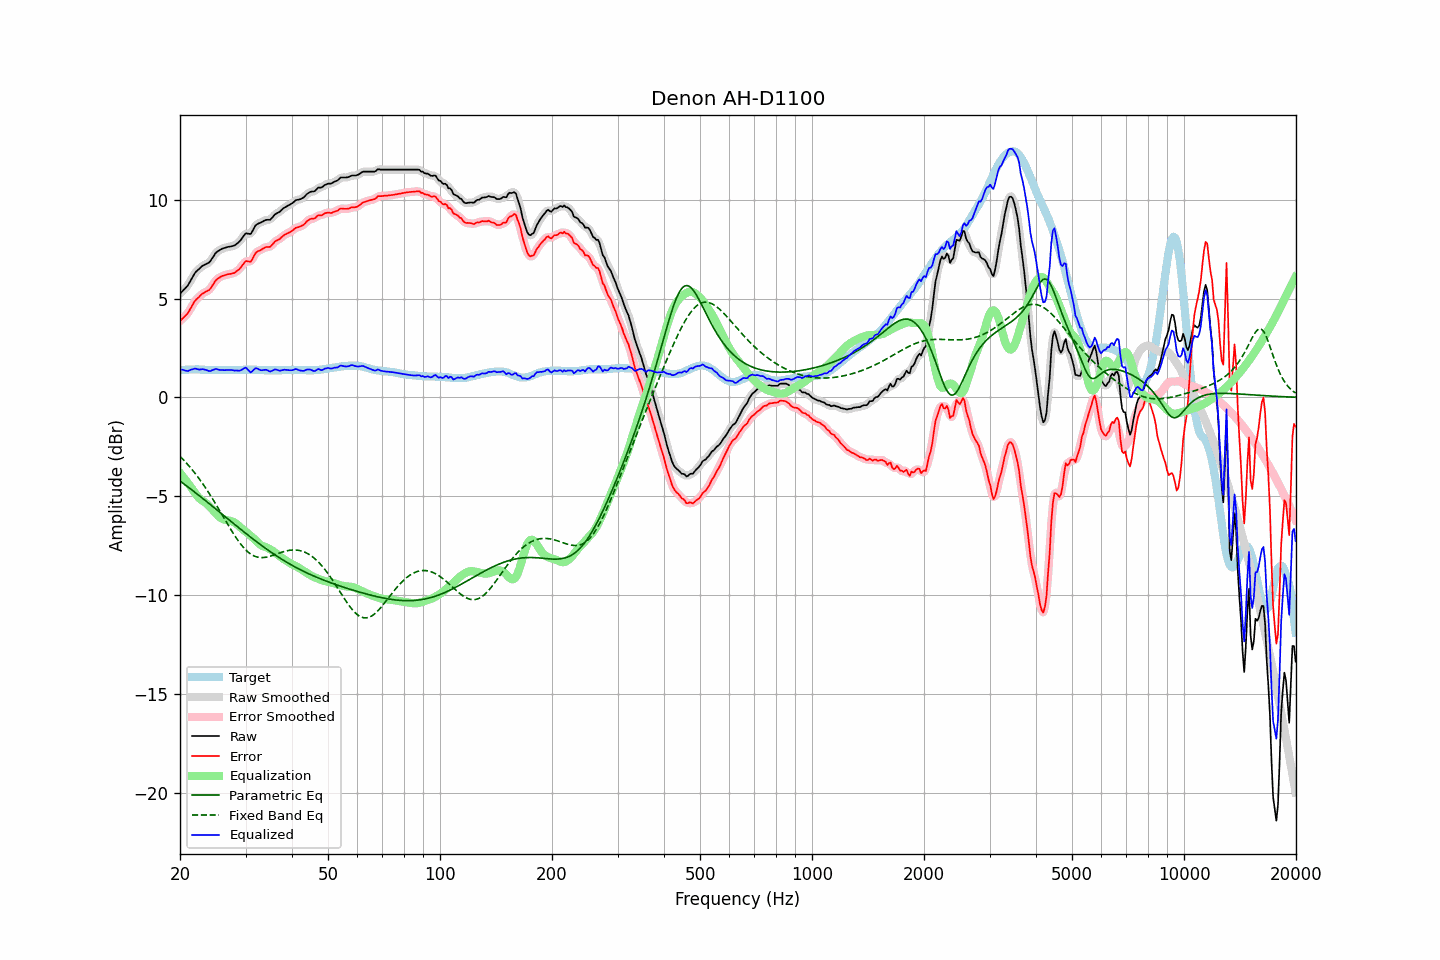 Denon AH-D1100
Amplitude (dBr)
10
5
0
−5
−10
−15
−20
Target
Raw Smoothed
Error Smoothed
Raw
Error
Equalization
Parametric Eq
Fixed Band Eq
Equalized
20
50
100
200
500
1000
2000
5000
10000
20000
Frequency (Hz)